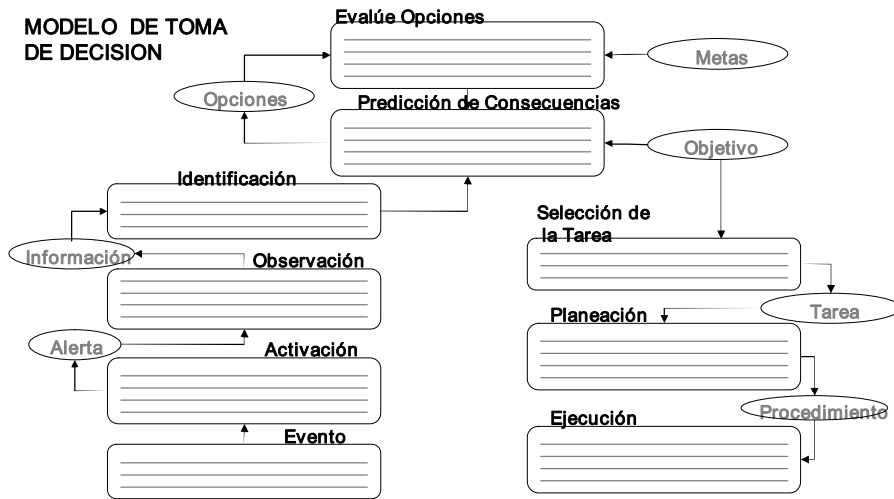 MODELO DE TOMA
DE DECISION
Evalúe Opciones
Metas
Opciones
Predicción de Consecuencias
Objetivo
Identificación
Selección de
la Tarea
Información
Observación
Tarea
Planeación
Alerta
Activación
Procedimiento
Ejecución
Evento